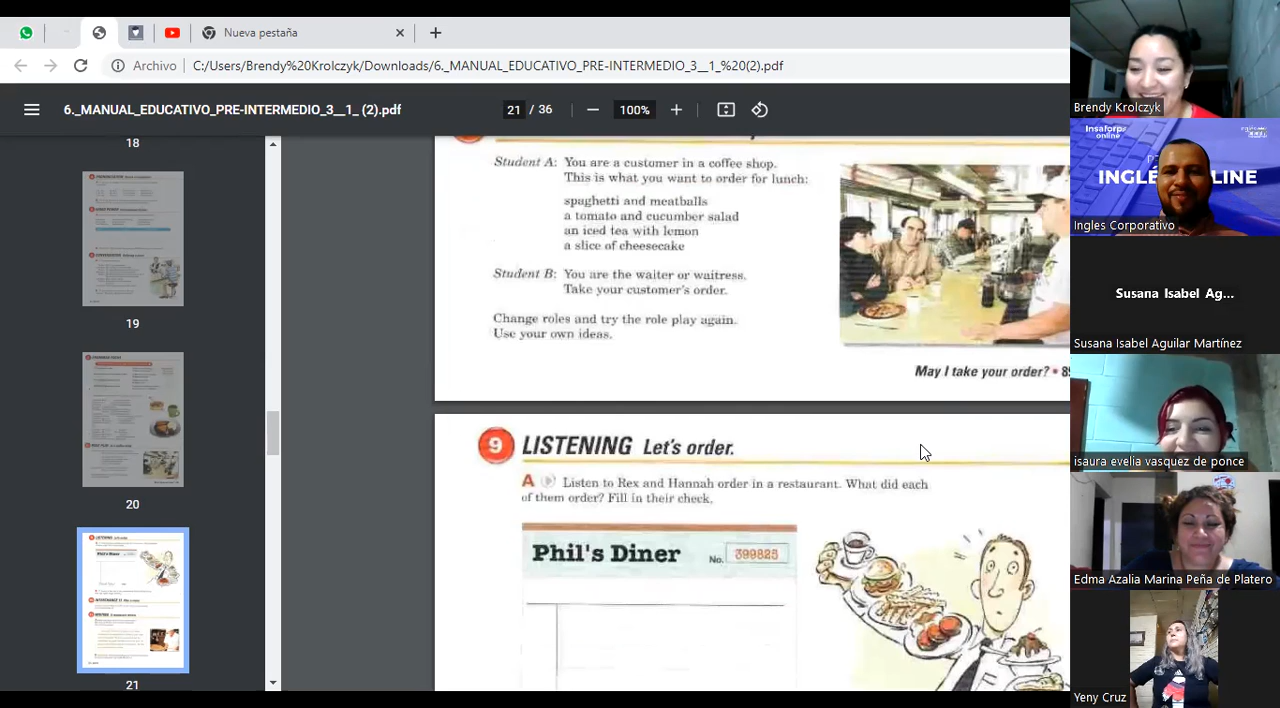 Nueva pestaña
Archivo
C:/Users/Brendy%20Krolczyk/Downloads/6._MANUAL_EDUCATIVO_PRE-INTERMEDIO_3__1_%20(2).pdf
6._MANUAL_EDUCATIVO_PRE-INTERMEDIO_3__1_ (2).pdf
21 / 36
100%
18
19
20
21
Student A: You are a customer in a coffee shop.
This is what you want to order for lunch:
spaghetti and meatballs
a tomato and cucumber salad
an iced tea with lemon
a slice of cheesecake
Student B: You are the waiter or waitress.
Take your customer's order.
Change roles and try the role play again.
Use your own ideas.
May I take your order? • 8
9 LISTENING Let's order.
A Listen to Rex and Hannah order in a restaurant. What did each
of them order? Fill in their check.
Phil's Diner No. 399825
Brendy Krolczyk
Insaforp
online
INGLÉ LINE
Ingles Corporativo
Susana Isabel Ag...
Susana Isabel Aguilar Martínez
isaura evelia vasquez de ponce
Edma Azalia Marina Peña de Platero
Yeny Cruz